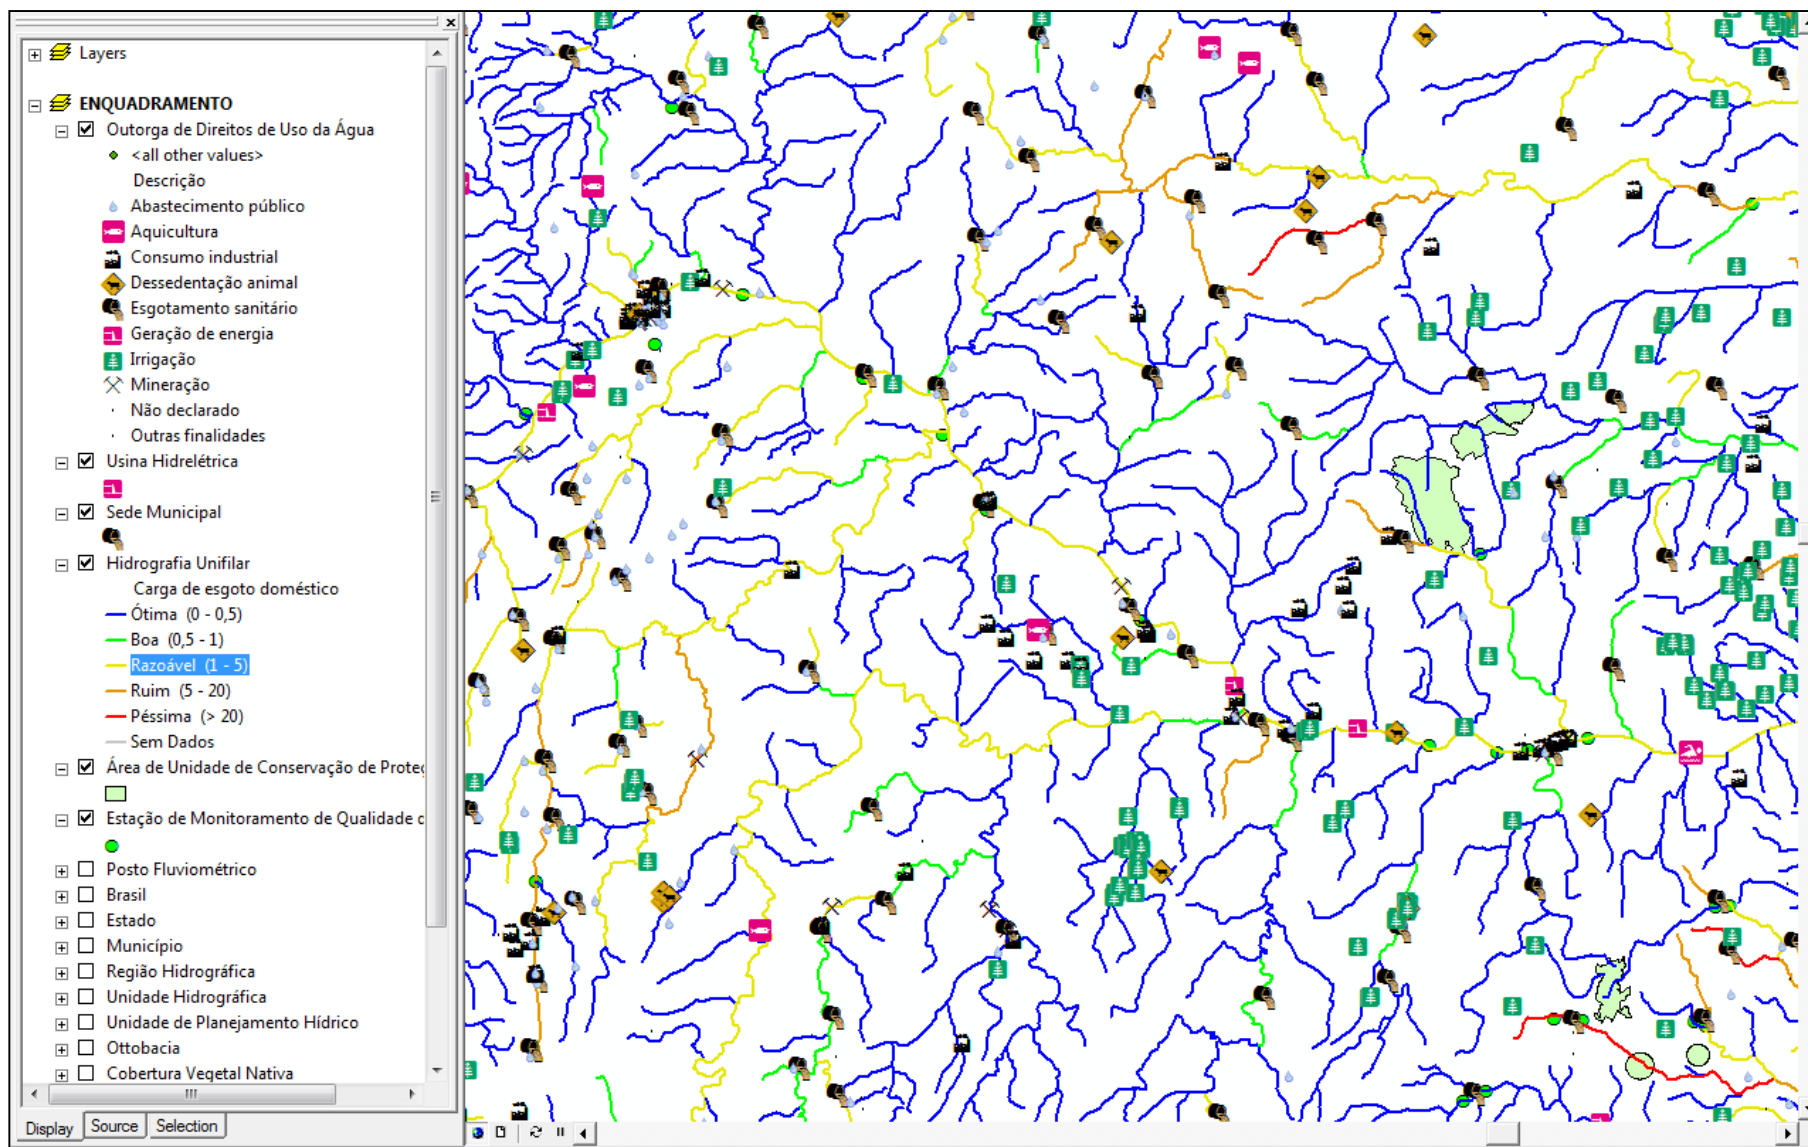 Layers
ENQUADRAMENTO
Outorga de Direitos de Uso da Água
<all other values>
Descrição
Abastecimento público
Aquicultura
Consumo industrial
Dessedentação animal
Esgotamento sanitário
Geração de energia
Irrigação
Mineração
Não declarado
Outras finalidades
Usina Hidrelétrica
Sede Municipal
Hidrografia Unifilar
Carga de esgoto doméstico
Ótima (0 - 0,5)
Boa (0,5 - 1)
Razoável (1 - 5)
Ruim (5 - 20)
Péssima (> 20)
Sem Dados
Área de Unidade de Conservação de Prote
Estação de Monitoramento de Qualidade
Posto Fluviométrico
Brasil
Estado
Município
Região Hidrográfica
Unidade Hidrográfica
Unidade de Planejamento Hídrico
Ottobacia
Cobertura Vegetal Nativa
Display Source Selection